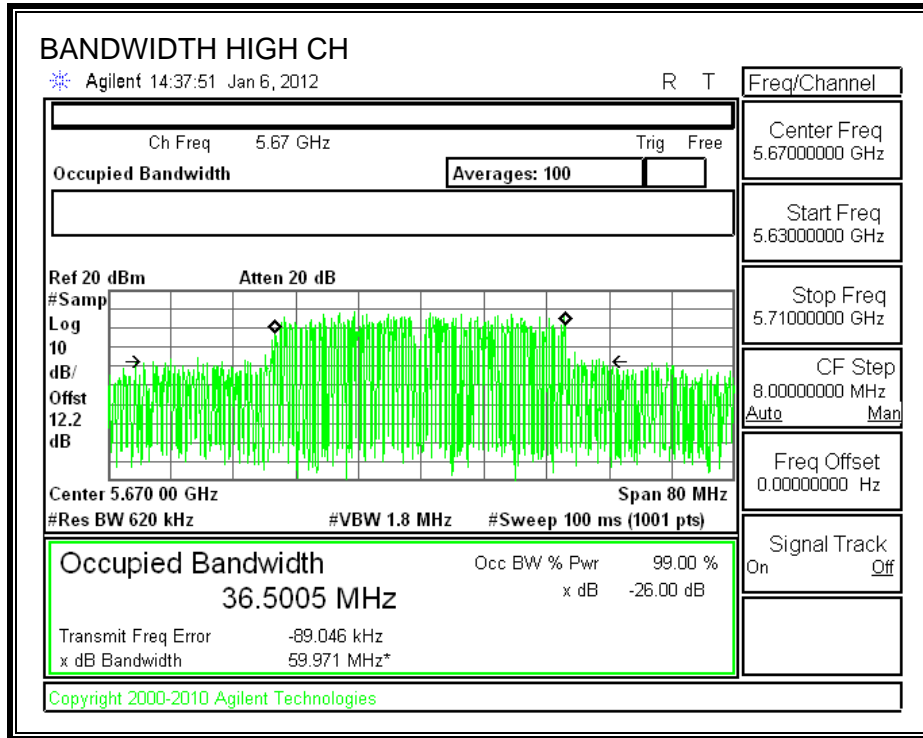 BANDWIDTH HIGH CH
Agilent 14:37:51 Jan 6, 2012 R T
Freq/Channel
Ch Freq 5.67 GHz Trig Free
Occupied Bandwidth Averages: 100
Center Freq
5.67000000 GHz
Start Freq
5.63000000 GHz
Stop Freq
5.71000000 GHz
CF Step
8.00000000 MHz
Auto Man
Freq Offset
0.00000000 Hz
Signal Track
On Off
Ref 20 dBm Atten 20 dB
#Samp
Log
10
dB/
Offst
12.2
dB
Center 5.670 00 GHz Span 80 MHz
#Res BW 620 kHz #VBW 1.8 MHz #Sweep 100 ms (1001 pts)
Occupied Bandwidth Occ BW % Pwr 99.00 %
36.5005 MHz x dB -26.00 dB
Transmit Freq Error -89.046 kHz
x dB Bandwidth 59.971 MHz*
Copyright 2000-2010 Agilent Technologies